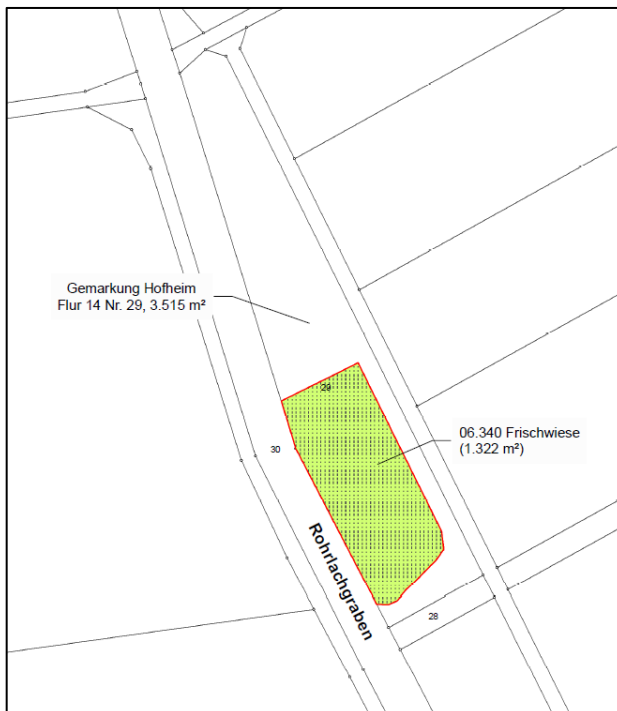 Gemarkung Hofheim
Flur 14 Nr. 29, 3.515 m²
29
06.340 Frischwiese
(1.322 m²)
30
Rohrlachgraben
28